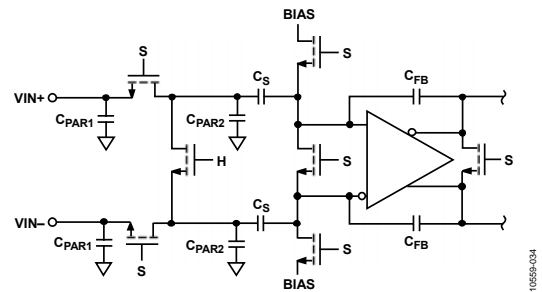 BIAS
S
S
CS
CFB
VIN+
CPAR1
CPAR2
H
S
S
CS
VIN–
CPAR1
CPAR2
S
S
CFB
BIAS
10559-034